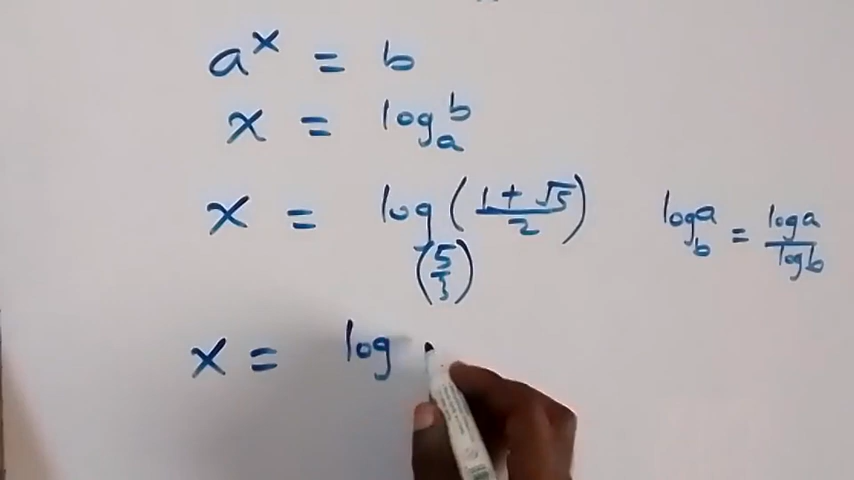 a^x = b
x = log_a^b
x = log_(5/3) ((1 + √5)/2)
log_b^a = log a / log b
x = log